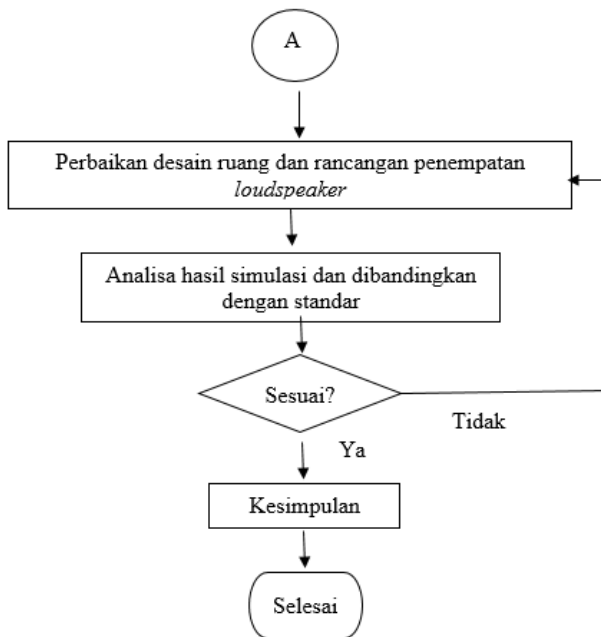 A
Perbaikan desain ruang dan rancangan penempatan
loudspeaker
Analisa hasil simulasi dan dibandingkan
dengan standar
Sesuai?
Tidak
Ya
Kesimpulan
Selesai